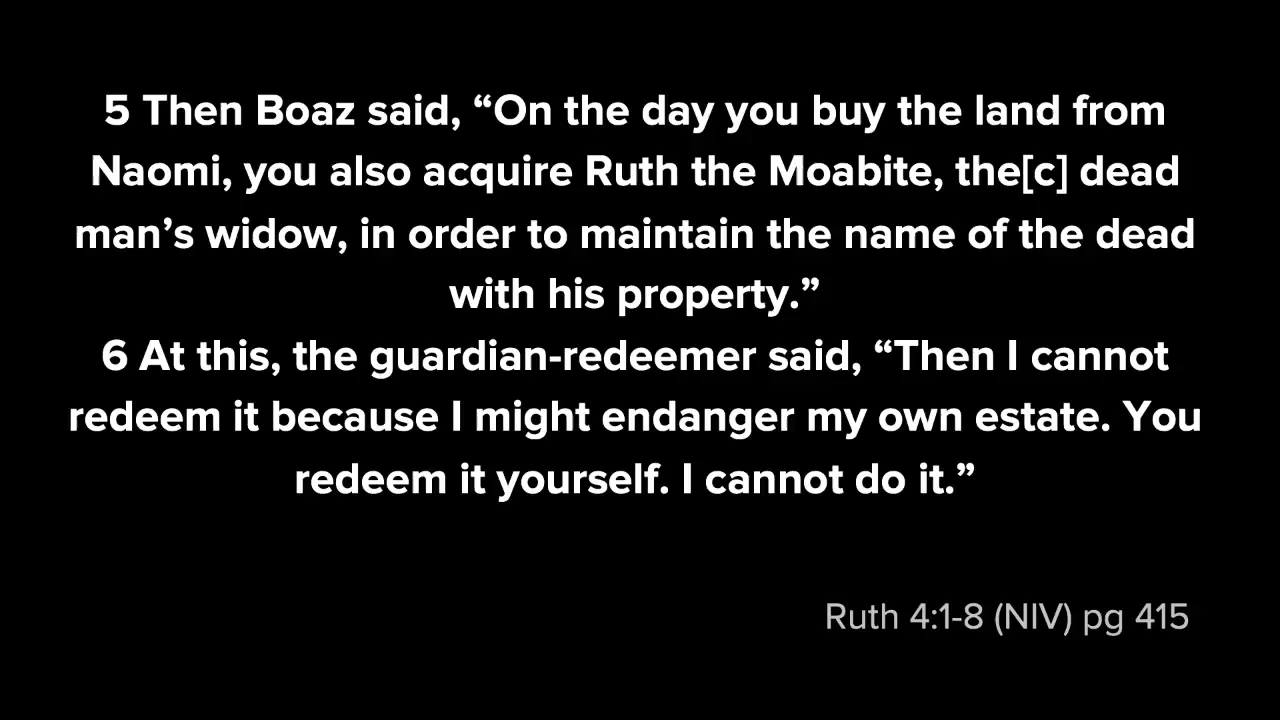 5 Then Boaz said, “On the day you buy the land from
Naomi, you also acquire Ruth the Moabite, the[c] dead
man’s widow, in order to maintain the name of the dead
with his property.”
6 At this, the guardian-redeemer said, “Then I cannot
redeem it because I might endanger my own estate. You
redeem it yourself. I cannot do it.”
Ruth 4:1-8 (NIV) pg 415